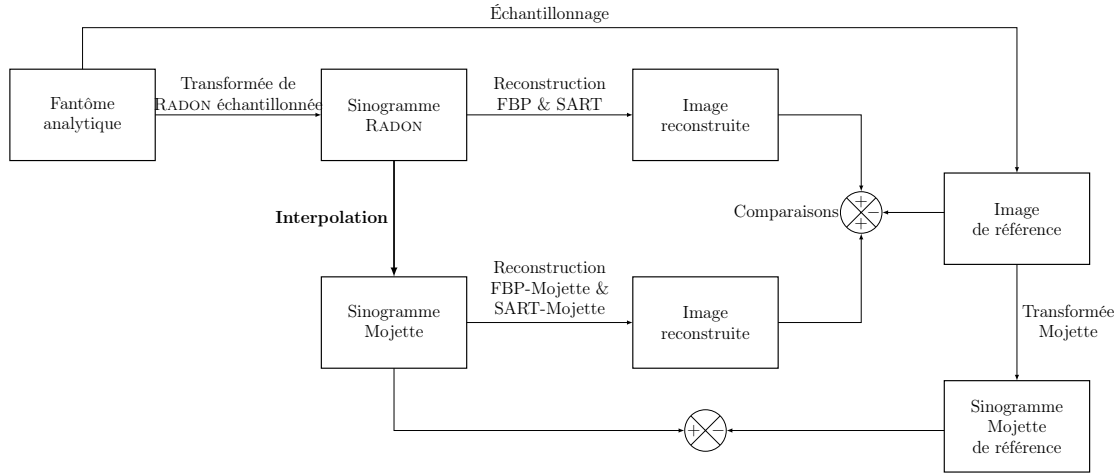 Échantillonnage
Fantôme
analytique
Transformée de
RADON échantillonnée
Sinogramme
RADON
Reconstruction
FBP & SART
Image
reconstruite
Interpolation
Comparaisons
+
−
+
Image
de référence
Sinogramme
Mojette
Reconstruction
FBP-Mojette &
SART-Mojette
Image
reconstruite
Transformée
Mojette
+ −
Sinogramme
Mojette
de référence